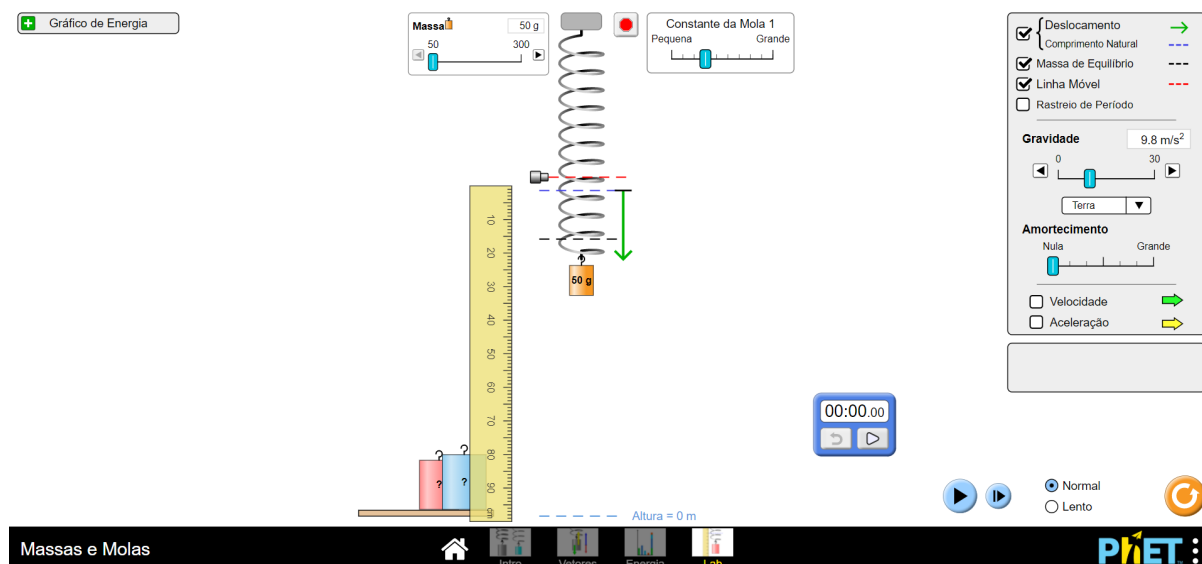 Gráfico de Energia
Massa
50 g
50
300
Constante da Mola 1
Pequena
Grande
Deslocamento
Comprimento Natural
Massa de Equilíbrio
Linha Móvel
Rastreio de Período
Gravidade
9.8 m/s²
0
30
Terra
Amortecimento
Nula
Grande
Velocidade
Aceleração
10
20
30
40
50
60
70
80
90
50 g
?
?
00:00.00
Normal
Lento
Altura = 0 m
Massas e Molas
Intro
Vetores
Energia
Lab
PhET